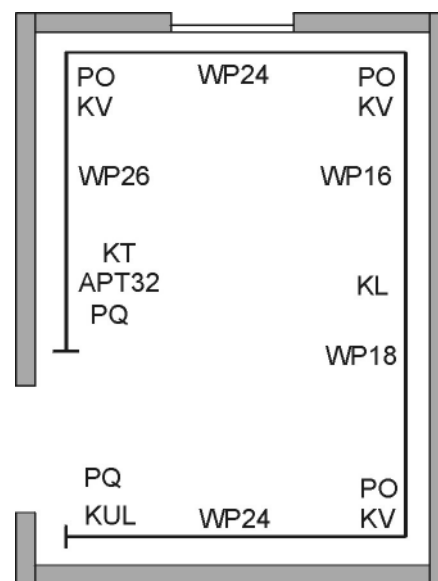 PO WP24 PO
KV KV
WP26 WP16
KT
APT32 KL
PQ
WP18
PQ
PO
KUL WP24 KV